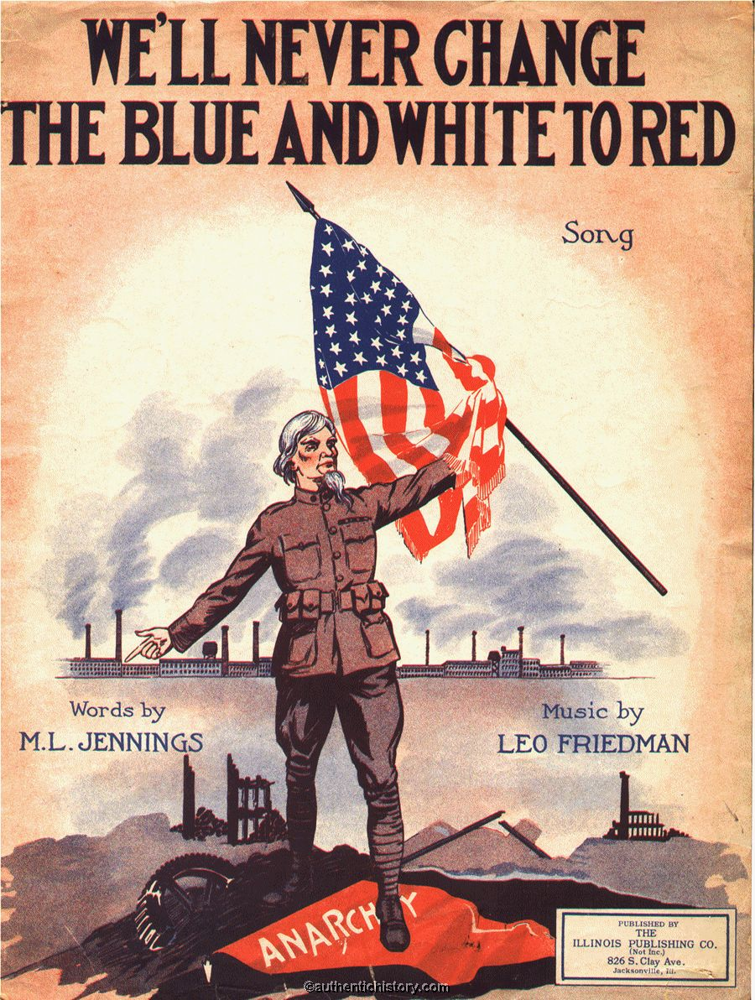 WE'LL NEVER CHANGE
THE BLUE AND WHITE TO RED
Song
Words by
M.L. JENNINGS
Music by
LEO FRIEDMAN
ANARCHY
PUBLISHED BY
THE
ILLINOIS PUBLISHING CO.
(Not Inc.)
826 S. Clay Ave.
Jacksonville, Ill.
©authentichistory.com